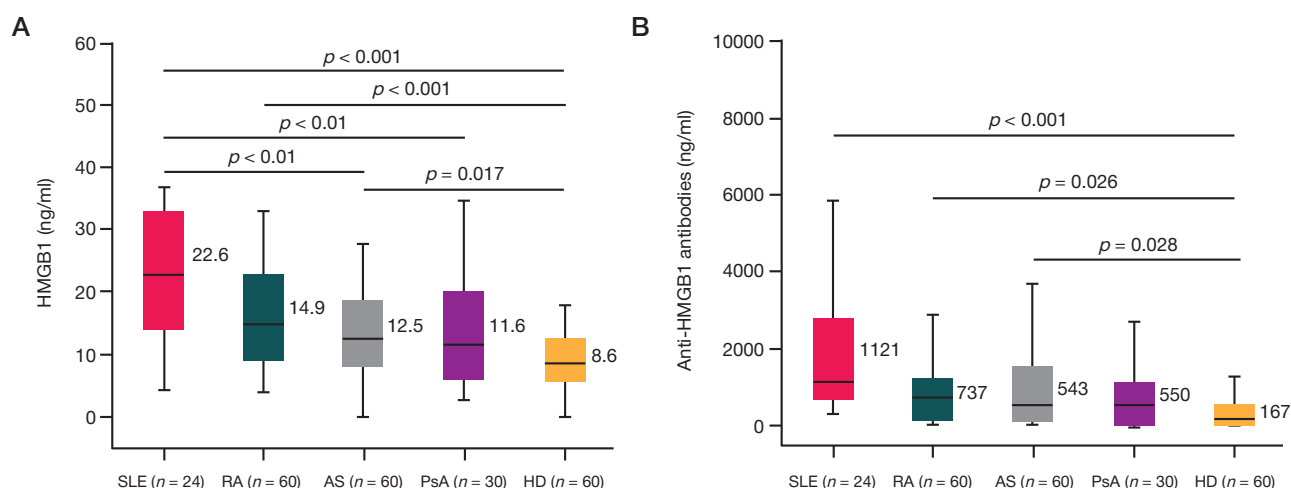 A
HMGB1 (ng/ml)
60
50
40
30
20
10
0
p < 0.001
p < 0.001
p < 0.01
p < 0.01
p = 0.017
22.6
14.9
12.5
11.6
8.6
SLE (n = 24) RA (n = 60) AS (n = 60) PsA (n = 30) HD (n = 60)
B
Anti-HMGB1 antibodies (ng/ml)
10000
8000
6000
4000
2000
0
p < 0.001
p = 0.026
p = 0.028
1121
737
543
550
167
SLE (n = 24) RA (n = 60) AS (n = 60) PsA (n = 30) HD (n = 60)